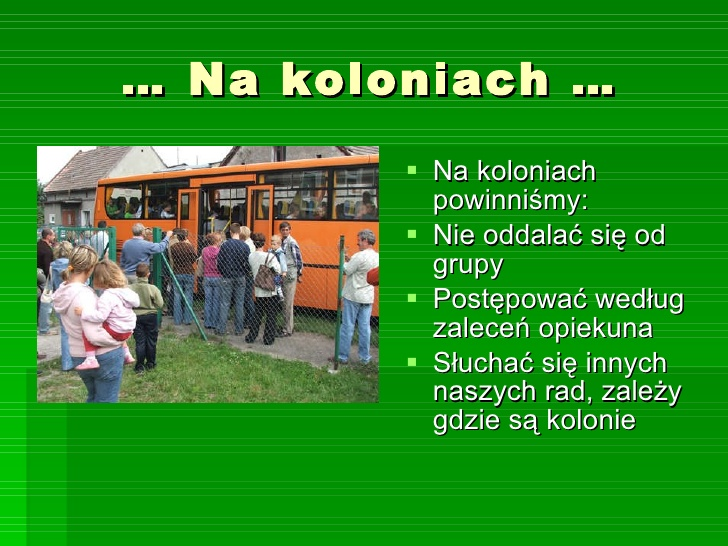 … Na koloniach …
Na koloniach
powinniśmy:
Nie oddalać się od
grupy
Postępować według
zaleceń opiekuna
Słuchać się innych
naszych rad, zależy
gdzie są kolonie